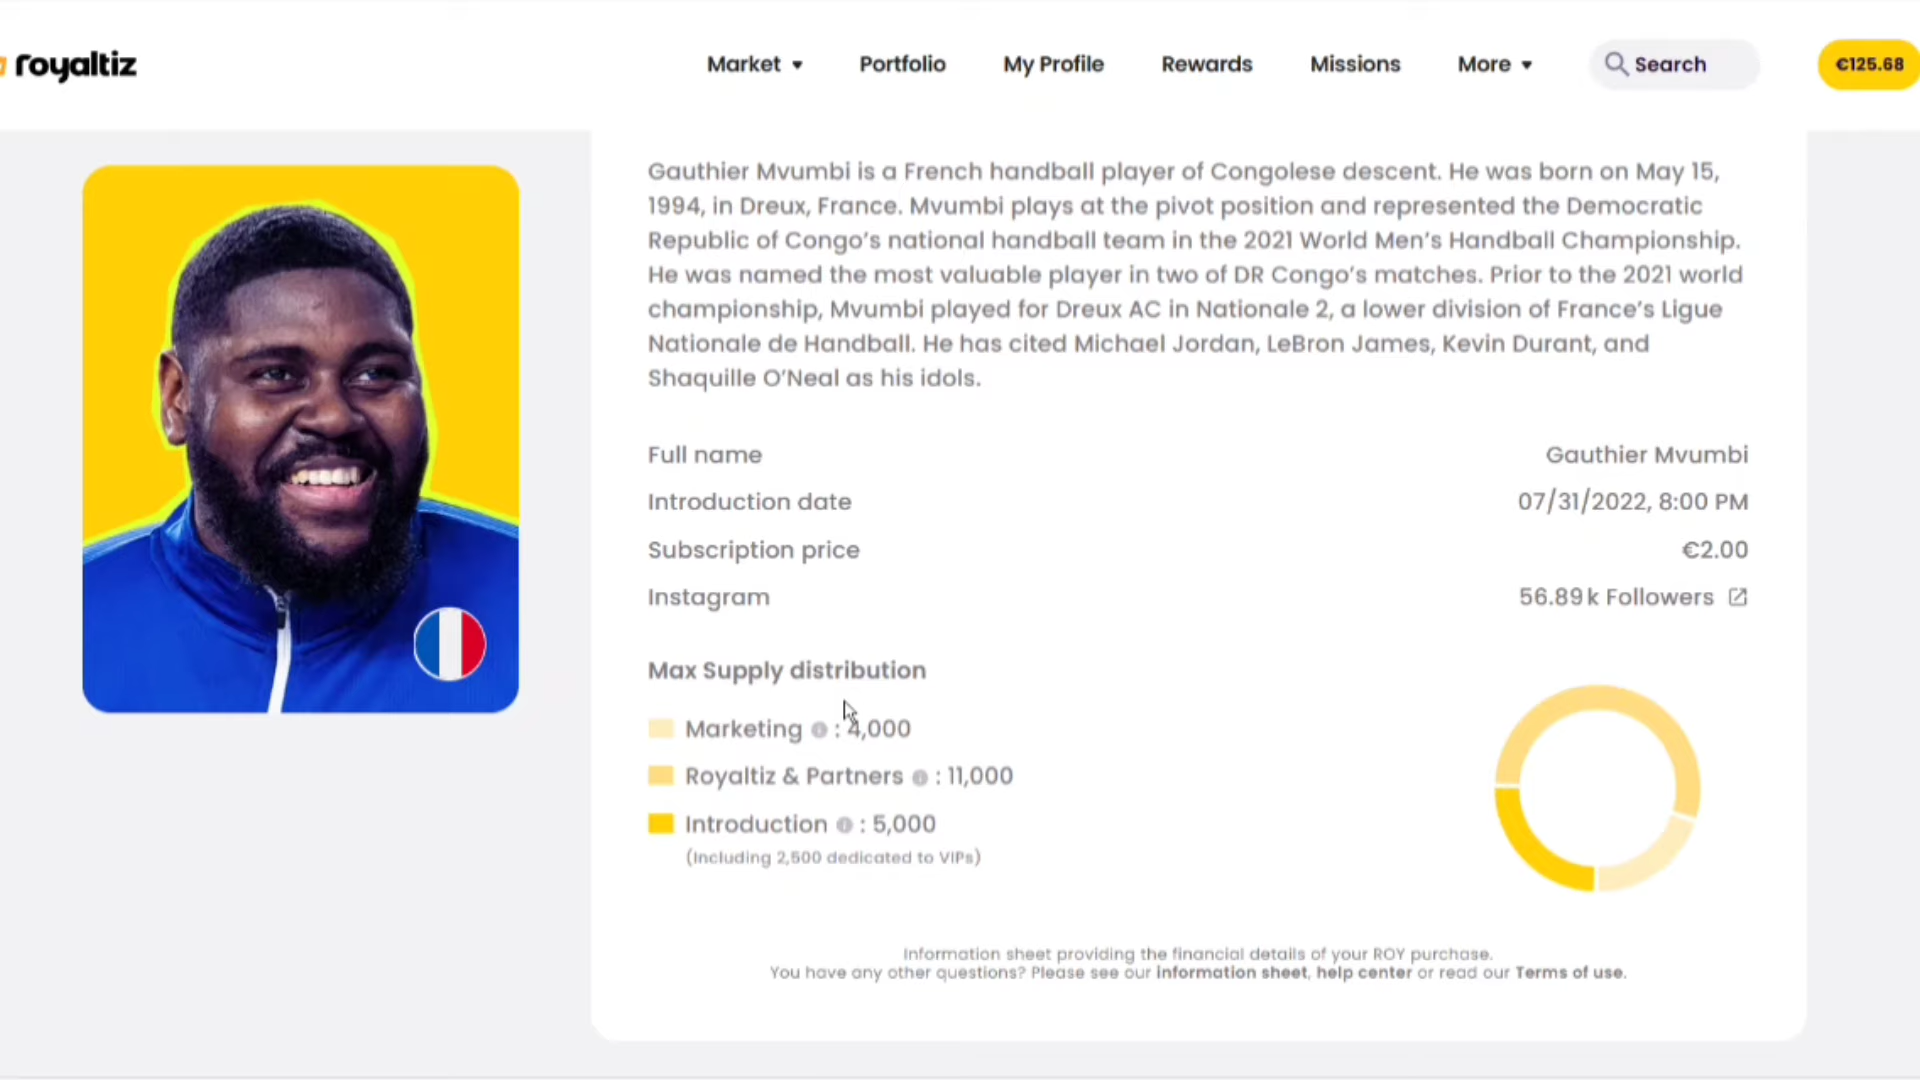 royaltiz
Market
Portfolio
My Profile
Rewards
Missions
More
Search
€125.68
Gauthier Mvumbi is a French handball player of Congolese descent. He was born on May 15,
1994, in Dreux, France. Mvumbi plays at the pivot position and represented the Democratic
Republic of Congo’s national handball team in the 2021 World Men’s Handball Championship.
He was named the most valuable player in two of DR Congo’s matches. Prior to the 2021 world
championship, Mvumbi played for Dreux AC in Nationale 2, a lower division of France’s Ligue
Nationale de Handball. He has cited Michael Jordan, LeBron James, Kevin Durant, and
Shaquille O’Neal as his idols.
Full name Gauthier Mvumbi
Introduction date 07/31/2022, 8:00 PM
Subscription price €2.00
Instagram 56.89k Followers
Max Supply distribution
Marketing : 4,000
Royaltiz & Partners : 11,000
Introduction : 5,000
(Including 2,500 dedicated to VIPs)
Information sheet providing the financial details of your ROY purchase.
You have any other questions? Please see our information sheet, help center or read our Terms of use.